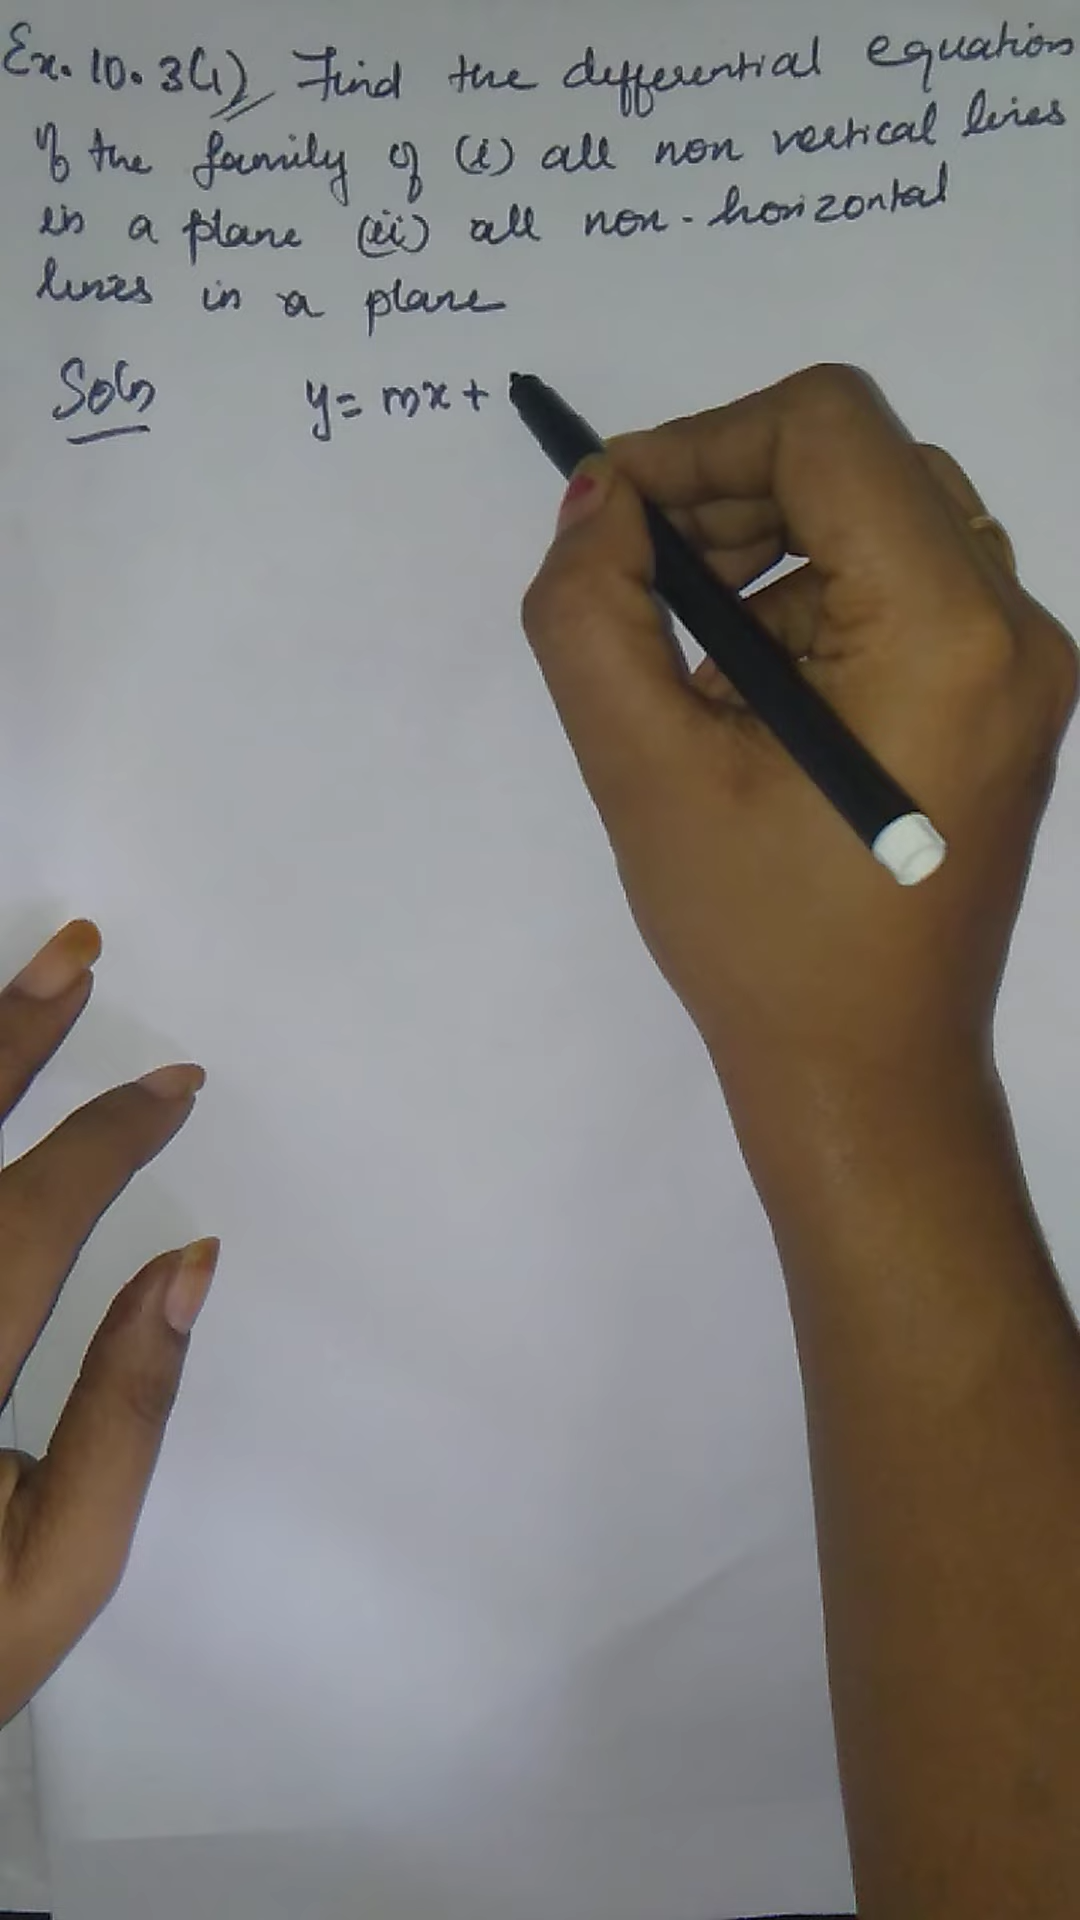 Ex. 10.3(1) Find the differential equation
of the family of (i) all non vertical lines
in a plane (ii) all non-horizontal
lines in a plane
Soln y = mx +